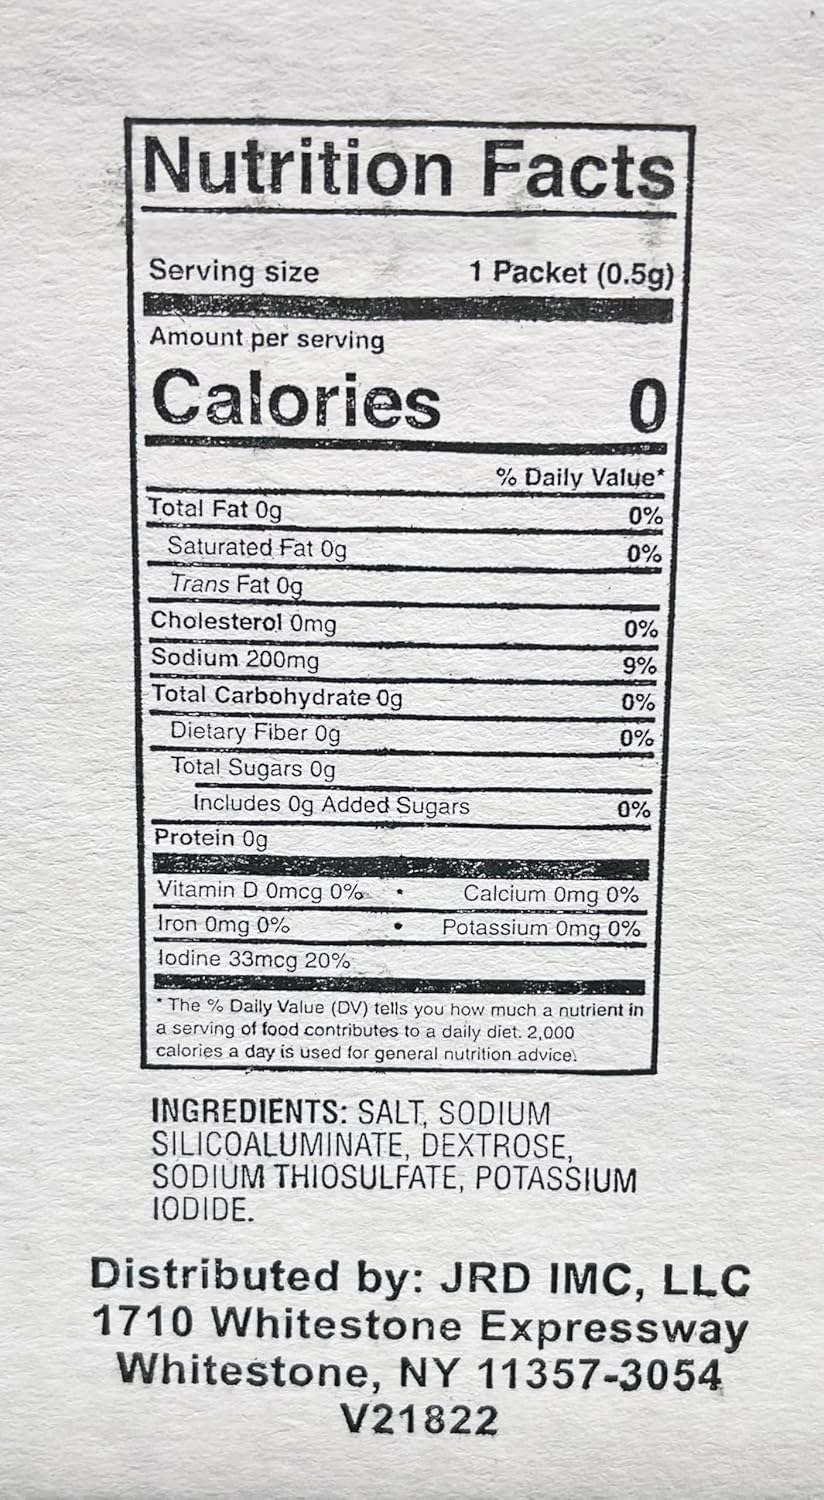 Nutrition Facts
Serving size 1 Packet (0.5g)
Amount per serving
Calories 0
% Daily Value*
Total Fat 0g 0%
Saturated Fat 0g 0%
Trans Fat 0g
Cholesterol 0mg 0%
Sodium 200mg 9%
Total Carbohydrate 0g 0%
Dietary Fiber 0g 0%
Total Sugars 0g
Includes 0g Added Sugars 0%
Protein 0g
Vitamin D 0mcg 0% • Calcium 0mg 0%
Iron 0mg 0% • Potassium 0mg 0%
Iodine 33mcg 20%
* The % Daily Value (DV) tells you how much a nutrient in
a serving of food contributes to a daily diet. 2,000
calories a day is used for general nutrition advice.
INGREDIENTS: SALT, SODIUM
SILICOALUMINATE, DEXTROSE,
SODIUM THIOSULFATE, POTASSIUM
IODIDE.
Distributed by: JRD IMC, LLC
1710 Whitestone Expressway
Whitestone, NY 11357-3054
V21822